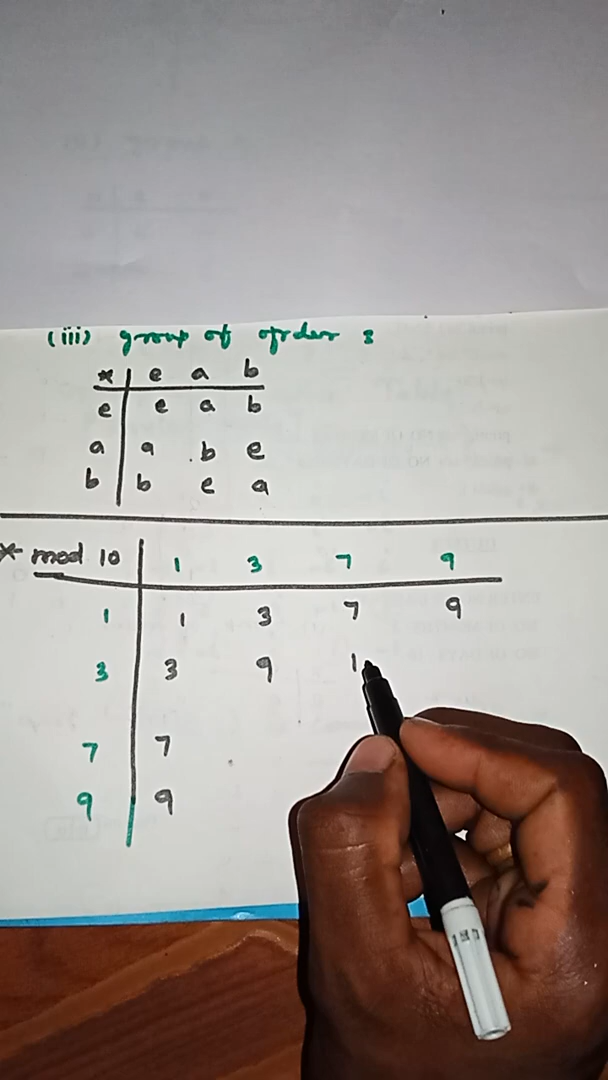 (iii) group of order 3
* e a b
e e a b
a a b e
b b e a
x mod 10 1 3 7 9
1 1 3 7 9
3 3 9 1
7 7
9 9